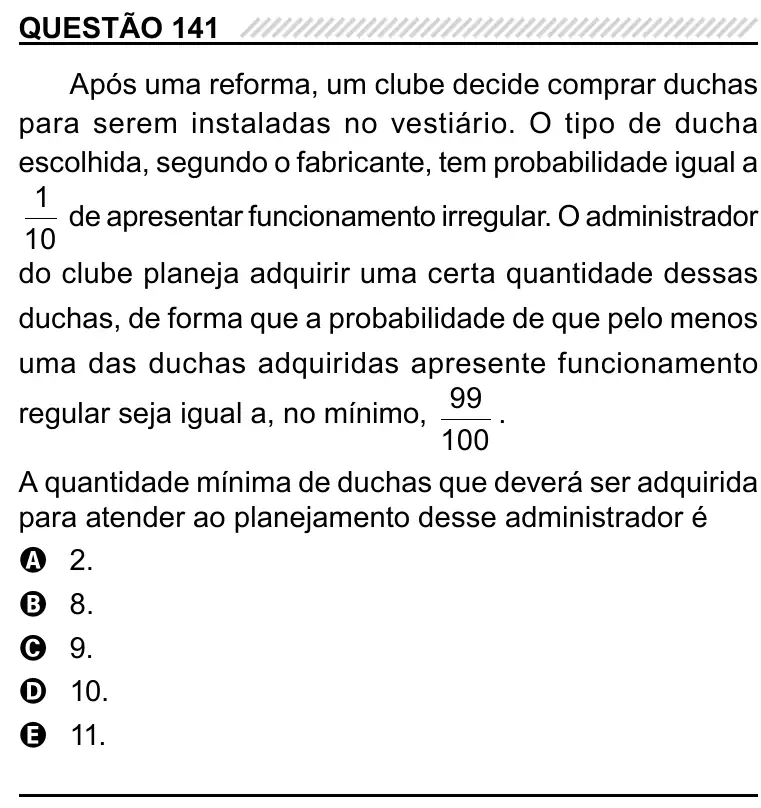 QUESTÃO 141
Após uma reforma, um clube decide comprar duchas
para serem instaladas no vestiário. O tipo de ducha
escolhida, segundo o fabricante, tem probabilidade igual a
1/10 de apresentar funcionamento irregular. O administrador
do clube planeja adquirir uma certa quantidade dessas
duchas, de forma que a probabilidade de que pelo menos
uma das duchas adquiridas apresente funcionamento
regular seja igual a, no mínimo, 99/100.
A quantidade mínima de duchas que deverá ser adquirida
para atender ao planejamento desse administrador é
A 2.
B 8.
C 9.
D 10.
E 11.